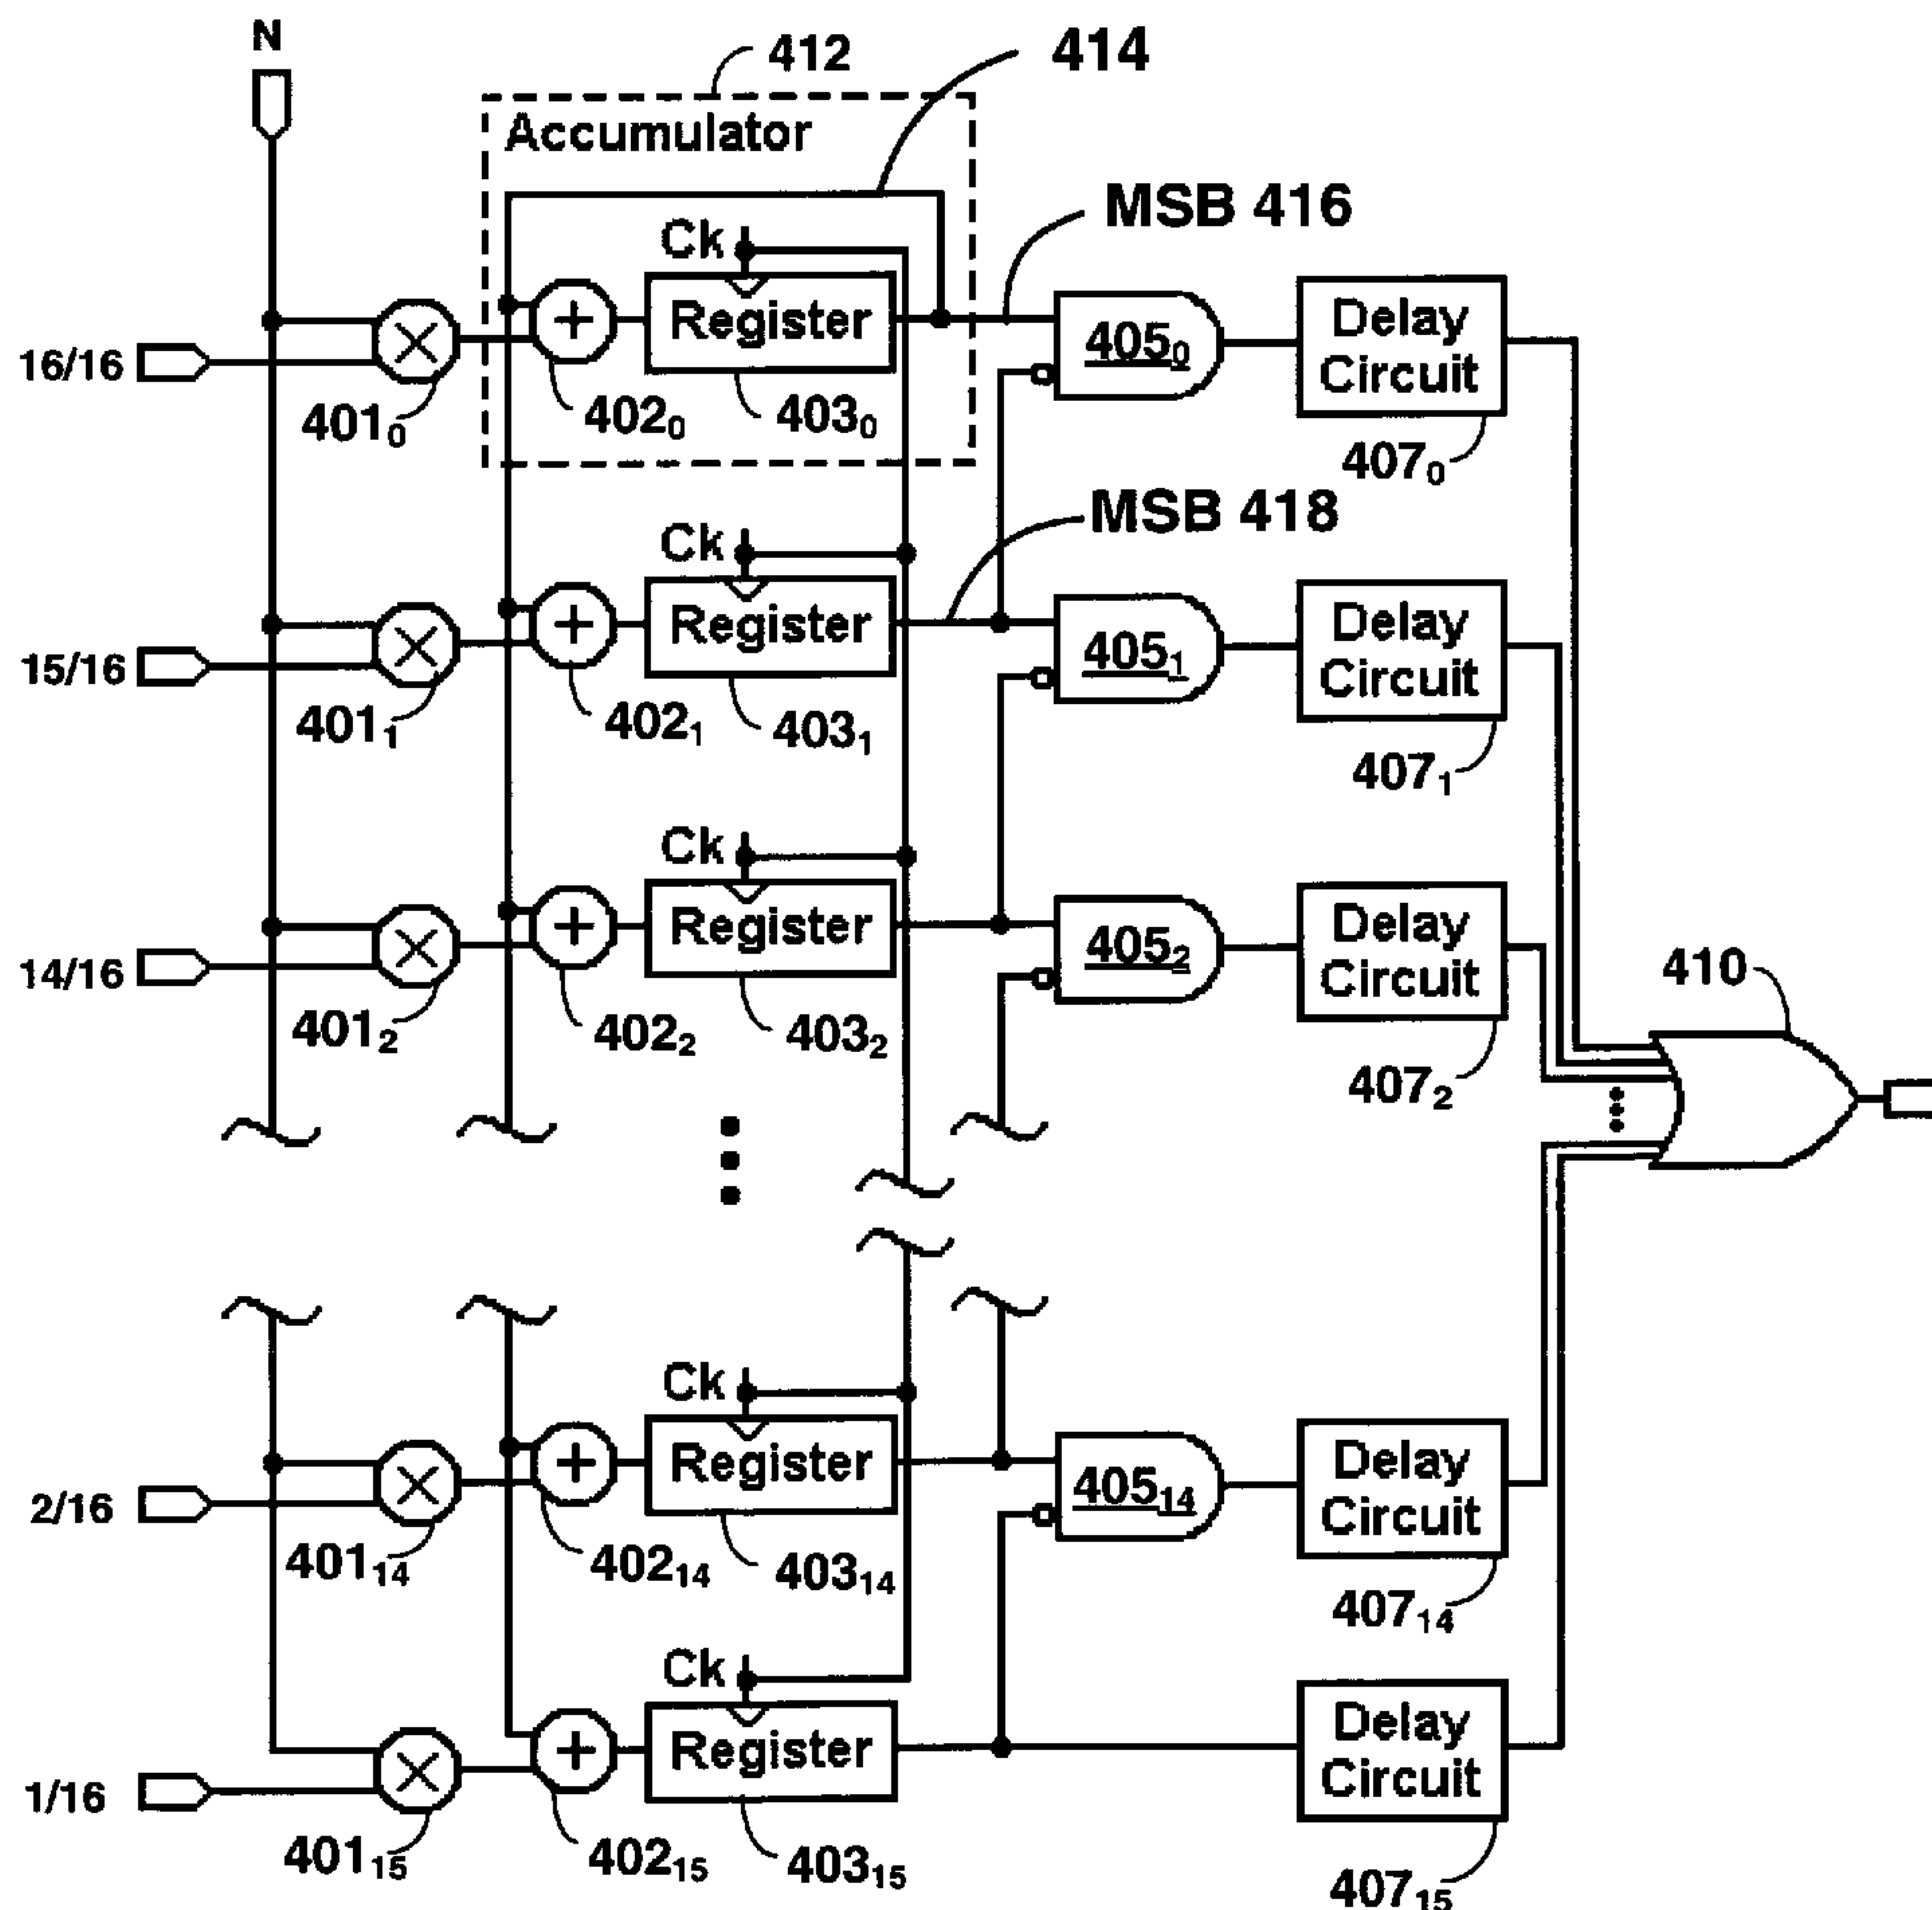 N
412
414
Accumulator
MSB 416
Ck
16/16
Register
405₀
Delay
Circuit
401₀
402₀
403₀
407₀
MSB 418
Ck
15/16
Register
405₁
Delay
Circuit
401₁
402₁
403₁
407₁
Ck
14/16
Register
405₂
Delay
Circuit
410
401₂
402₂
403₂
407₂
Ck
2/16
Register
405₁₄
Delay
Circuit
401₁₄
402₁₄
403₁₄
407₁₄
Ck
1/16
Register
Delay
Circuit
401₁₅
402₁₅
403₁₅
407₁₅